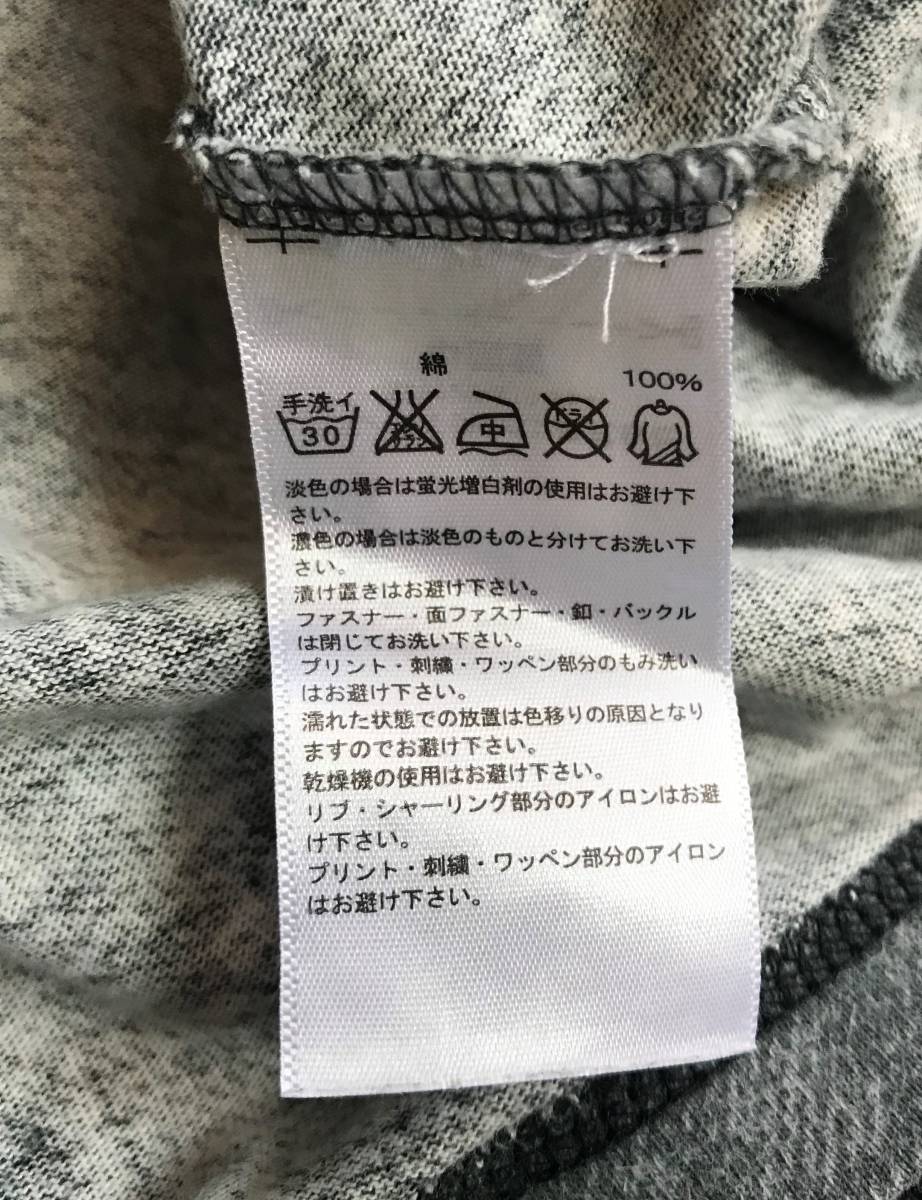 綿
100%
手洗イ
30
中
ドライ
淡色の場合は蛍光増白剤の使用はお避け下
さい。
濃色の場合は淡色のものと分けてお洗い下
さい。
漬け置きはお避け下さい。
ファスナー・面ファスナー・釦・バックル
は閉じてお洗い下さい。
プリント・刺繍・ワッペン部分のもみ洗い
はお避け下さい。
濡れた状態での放置は色移りの原因となり
ますのでお避け下さい。
乾燥機の使用はお避け下さい。
リブ・シャーリング部分のアイロンはお避
け下さい。
プリント・刺繍・ワッペン部分のアイロン
はお避け下さい。